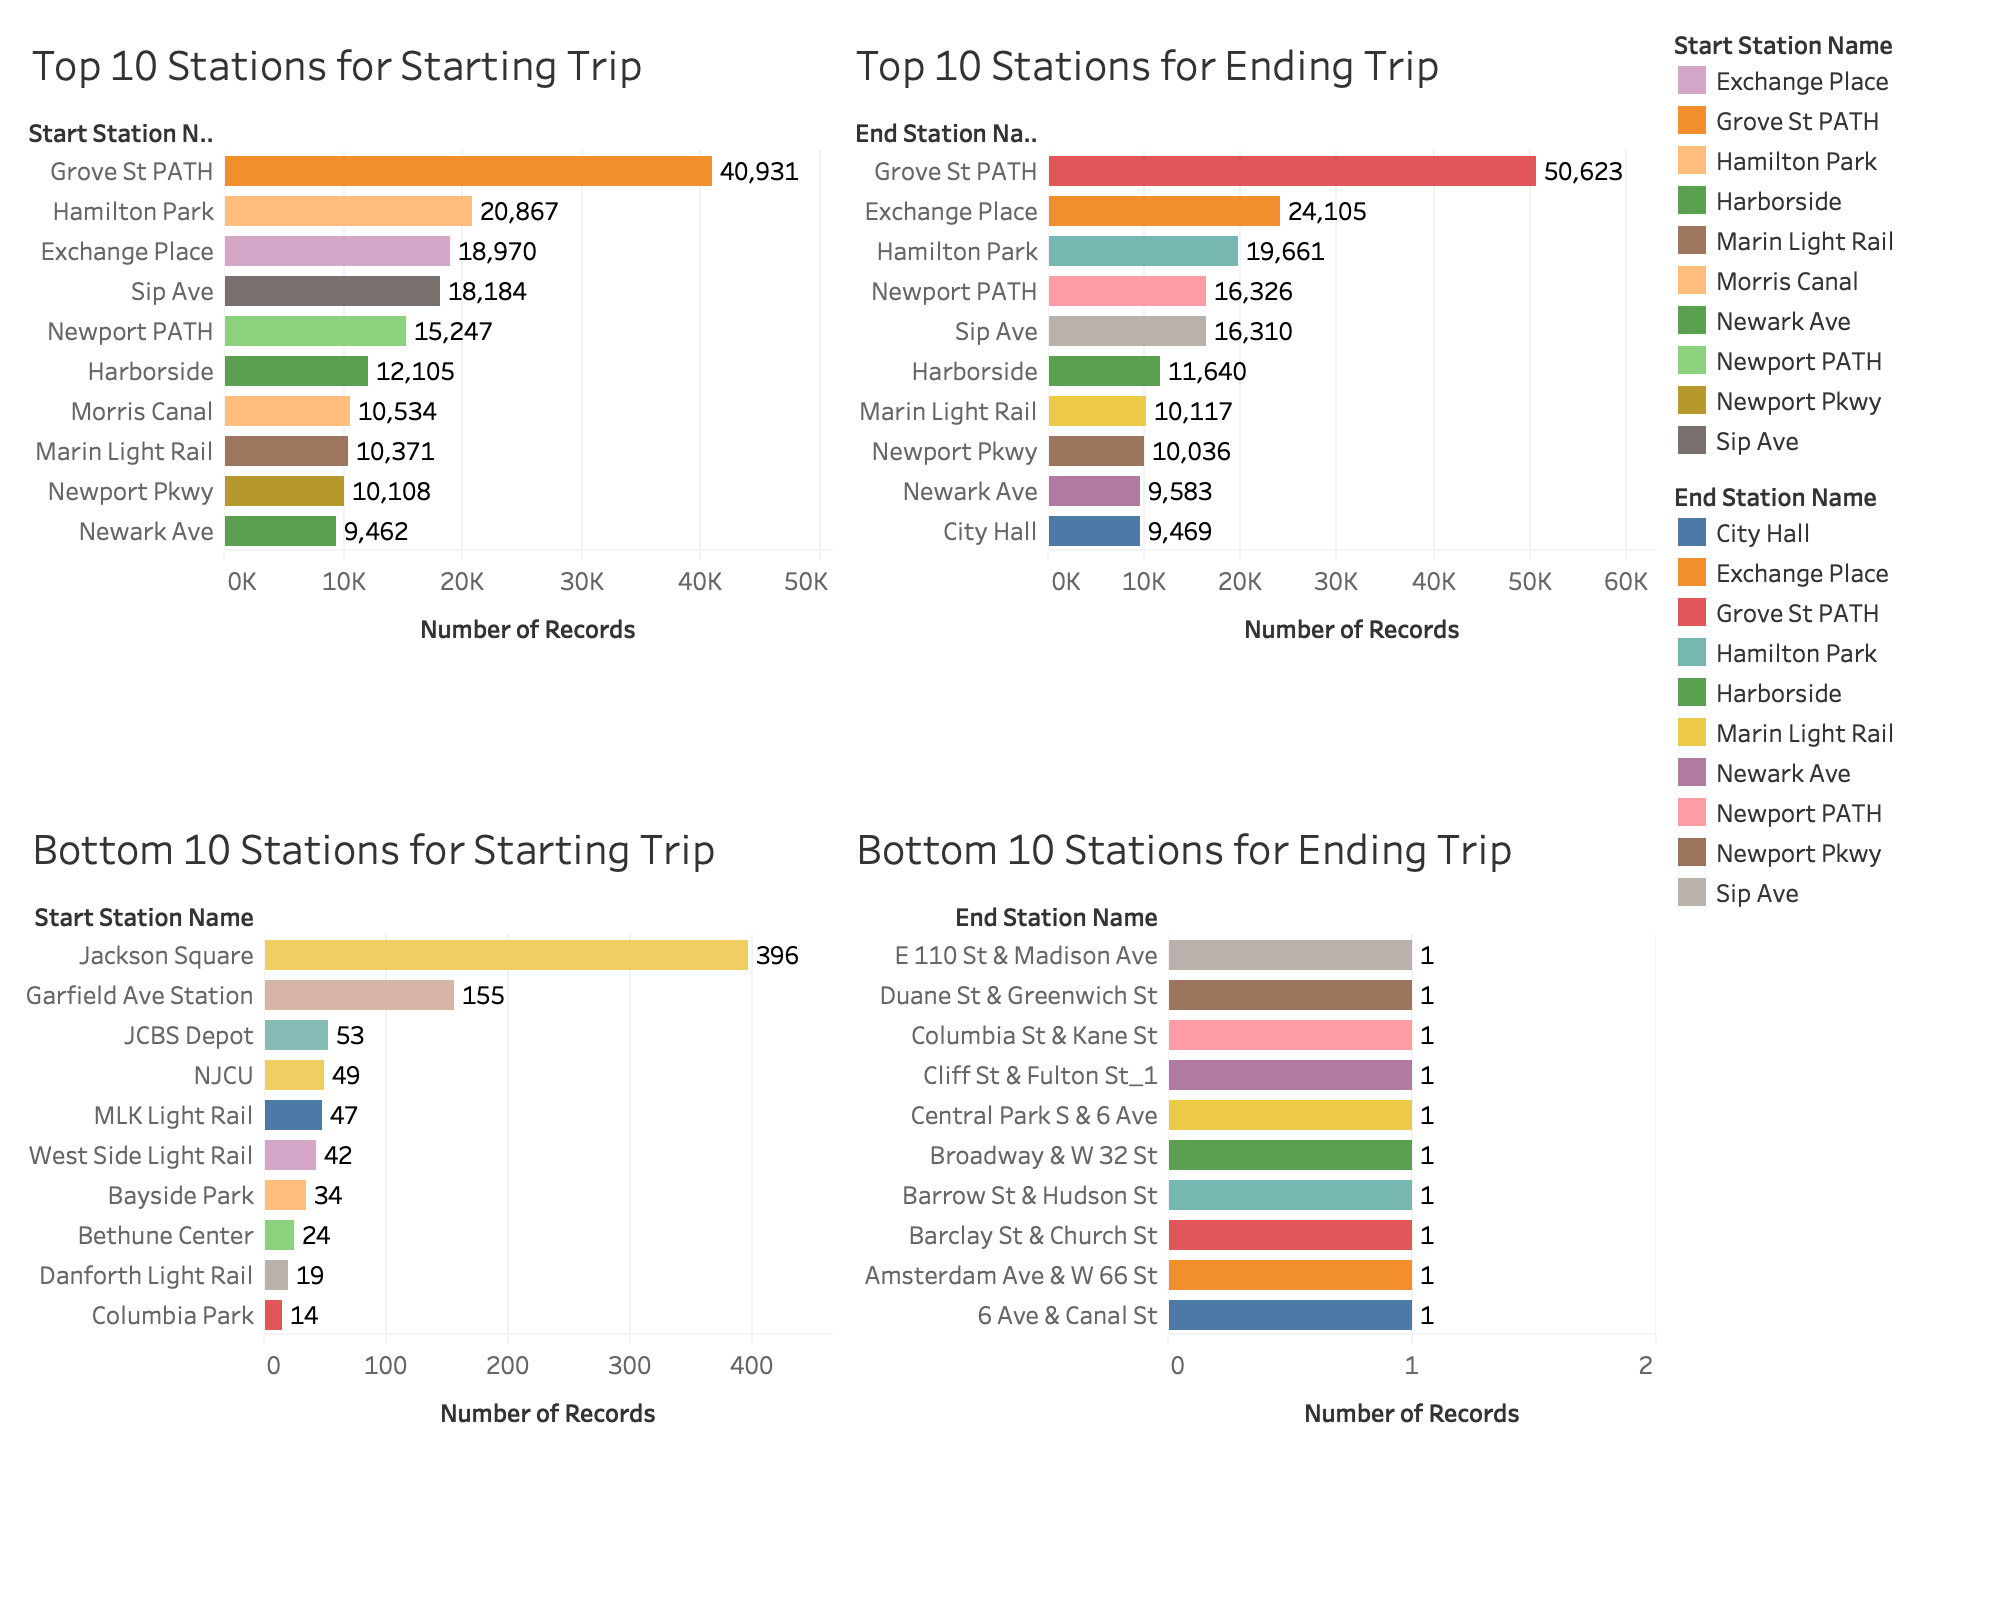 Top 10 Stations for Starting Trip
Start Station N..
Grove St PATH 40,931
Hamilton Park 20,867
Exchange Place 18,970
Sip Ave 18,184
Newport PATH 15,247
Harborside 12,105
Morris Canal 10,534
Marin Light Rail 10,371
Newport Pkwy 10,108
Newark Ave 9,462
0K 10K 20K 30K 40K 50K
Number of Records
Top 10 Stations for Ending Trip
End Station Na..
Grove St PATH 50,623
Exchange Place 24,105
Hamilton Park 19,661
Newport PATH 16,326
Sip Ave 16,310
Harborside 11,640
Marin Light Rail 10,117
Newport Pkwy 10,036
Newark Ave 9,583
City Hall 9,469
0K 10K 20K 30K 40K 50K 60K
Number of Records
Start Station Name
Exchange Place
Grove St PATH
Hamilton Park
Harborside
Marin Light Rail
Morris Canal
Newark Ave
Newport PATH
Newport Pkwy
Sip Ave
End Station Name
City Hall
Exchange Place
Grove St PATH
Hamilton Park
Harborside
Marin Light Rail
Newark Ave
Newport PATH
Newport Pkwy
Sip Ave
Bottom 10 Stations for Starting Trip
Start Station Name
Jackson Square 396
Garfield Ave Station 155
JCBS Depot 53
NJCU 49
MLK Light Rail 47
West Side Light Rail 42
Bayside Park 34
Bethune Center 24
Danforth Light Rail 19
Columbia Park 14
0 100 200 300 400
Number of Records
Bottom 10 Stations for Ending Trip
End Station Name
E 110 St & Madison Ave 1
Duane St & Greenwich St 1
Columbia St & Kane St 1
Cliff St & Fulton St_1 1
Central Park S & 6 Ave 1
Broadway & W 32 St 1
Barrow St & Hudson St 1
Barclay St & Church St 1
Amsterdam Ave & W 66 St 1
6 Ave & Canal St 1
0 1 2
Number of Records